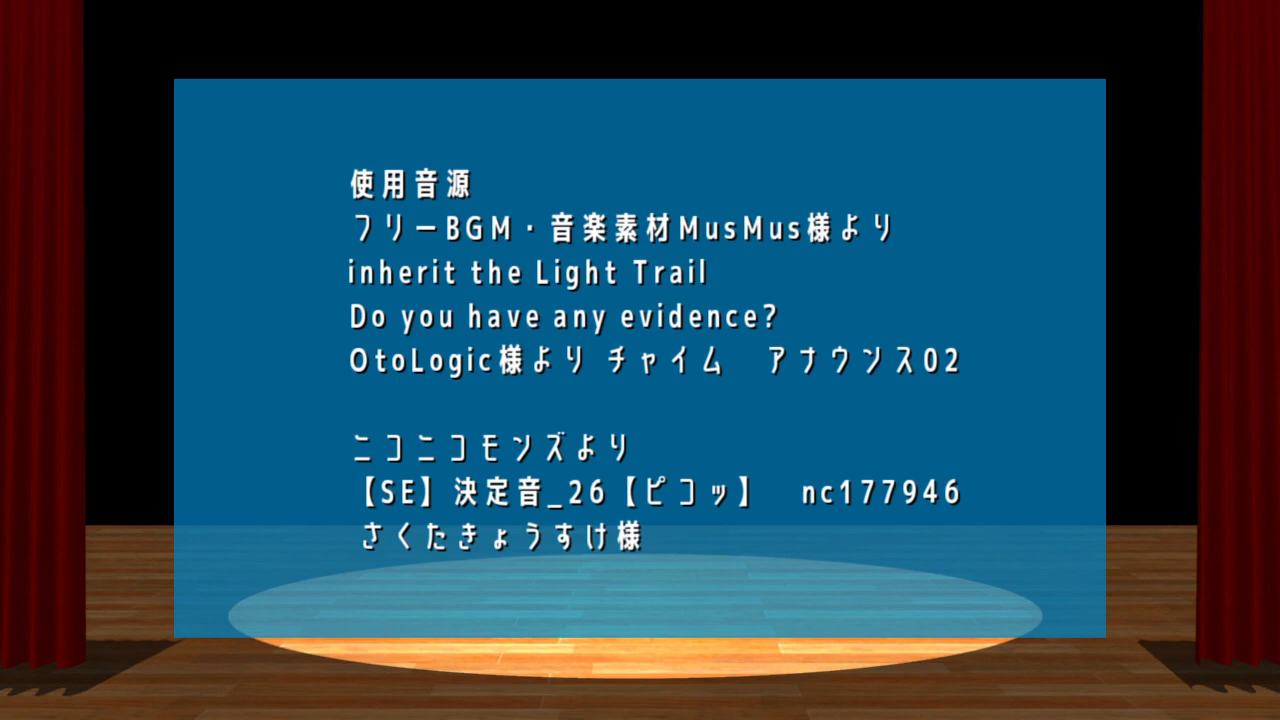 使用音源
フリーBGM・音楽素材MusMus様より
inherit the Light Trail
Do you have any evidence?
OtoLogic様より チャイム　アナウンス02
ニコニコモンズより
【SE】決定音_26【ピコッ】　nc177946
さくたきょうすけ様